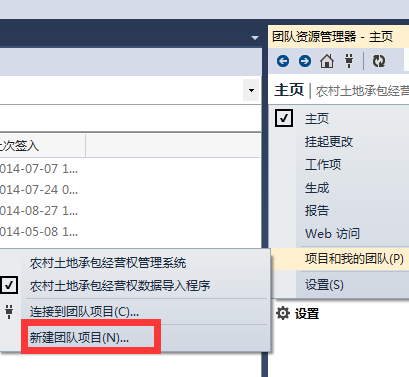 团队资源管理器 - 主页
主页 | 农村土地承包经营
主页
挂起更改
工作项
生成
报告
Web 访问
项目和我的团队(P)
设置(S)
设置
次签入
2014-07-07 1...
2014-07-24 0...
2014-08-27 1...
2014-05-08 1...
农村土地承包经营权管理系统
农村土地承包经营权数据导入程序
连接到团队项目(C)...
新建团队项目(N)...